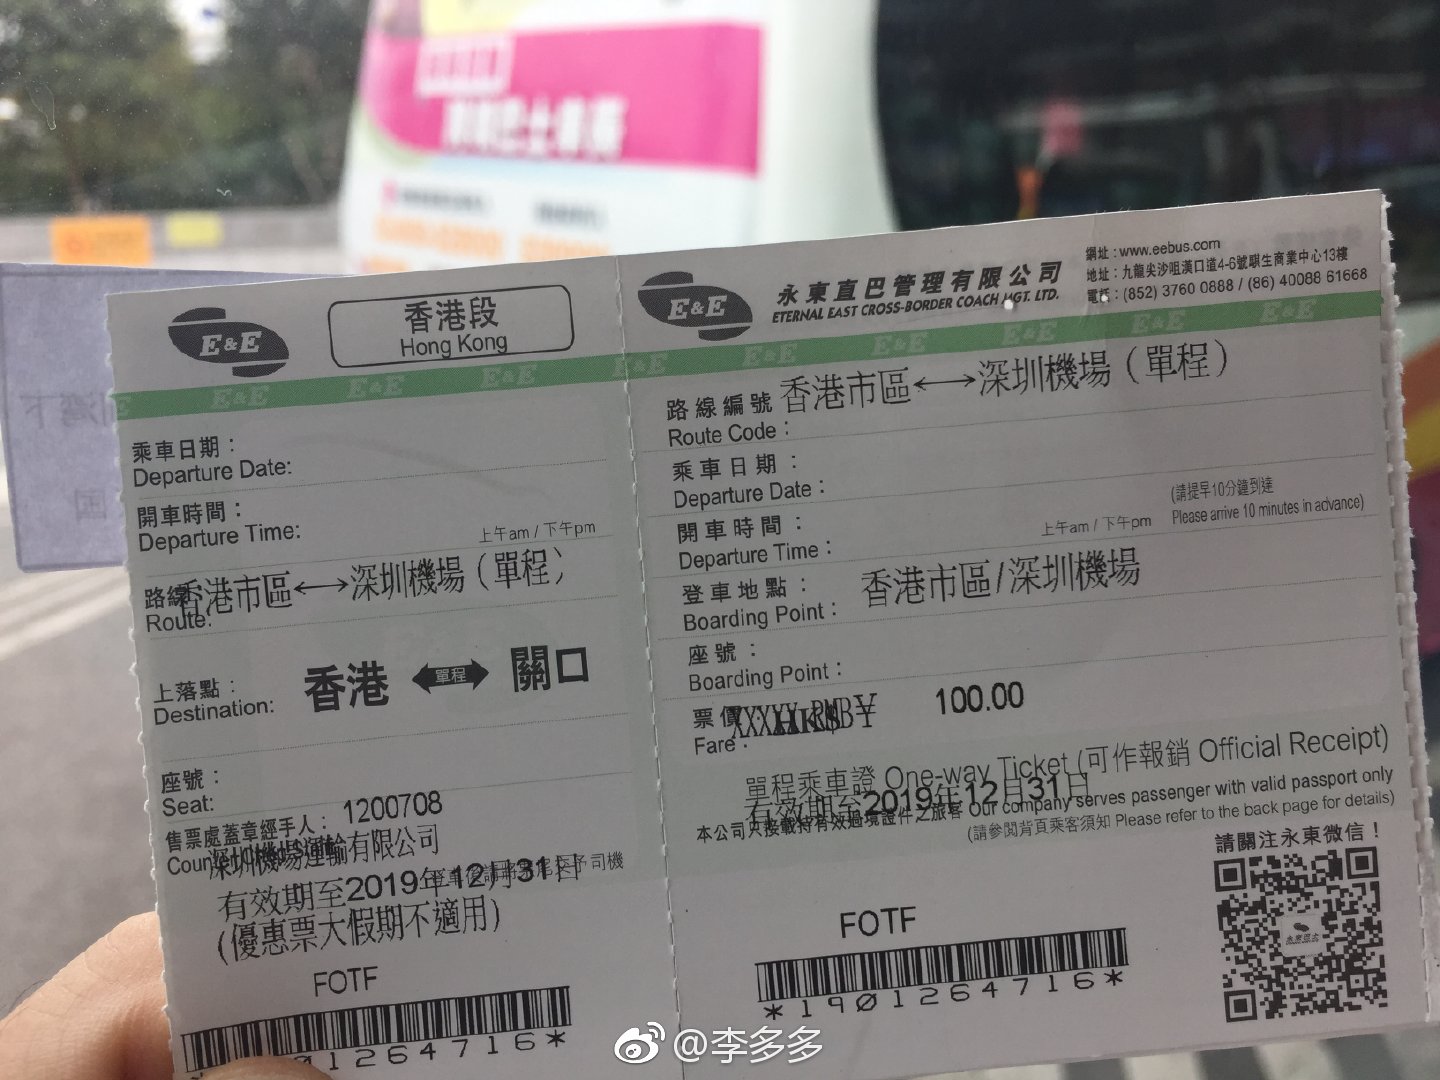 E&E
香港段
Hong Kong
乘車日期：
Departure Date:
開車時間：
Departure Time:
上午am / 下午pm
路線
香港市區←→深圳機場（單程）
Route:
上落點：
Destination:
香港 單程 關口
座號：
Seat:
1200708
售票處蓋章經手人：
深圳機場運輸有限公司
有效期至2019年12月31日
(優惠票大假期不適用)
FOTF
E&E
永東直巴管理有限公司
ETERNAL EAST CROSS-BORDER COACH MGT. LTD.
網址：www.eebus.com
地址：九龍尖沙咀漢口道4-6號騏生商業中心13樓
電話：(852) 3760 0888 / (86) 40088 61668
E&E E&E E&E E&E E&E E&E E&E E&E
路線編號 香港市區←→深圳機場（單程）
Route Code：
乘車日期：
Departure Date：
開車時間：
Departure Time：
上午am / 下午pm
(請提早10分鐘到達
Please arrive 10 minutes in advance)
登車地點： 香港市區/深圳機場
Boarding Point：
座號：
Boarding Point：
票價 HK$ RMB¥ 100.00
Fare：
單程乘車證 One-way Ticket (可作報銷 Official Receipt)
有效期至2019年12月31日
本公司只接載持有效過境證件之旅客 Our company serves passenger with valid passport only
(請參閱背頁乘客須知 Please refer to the back page for details)
請關注永東微信！
FOTF
*1901264716*
1264716*
@李多多